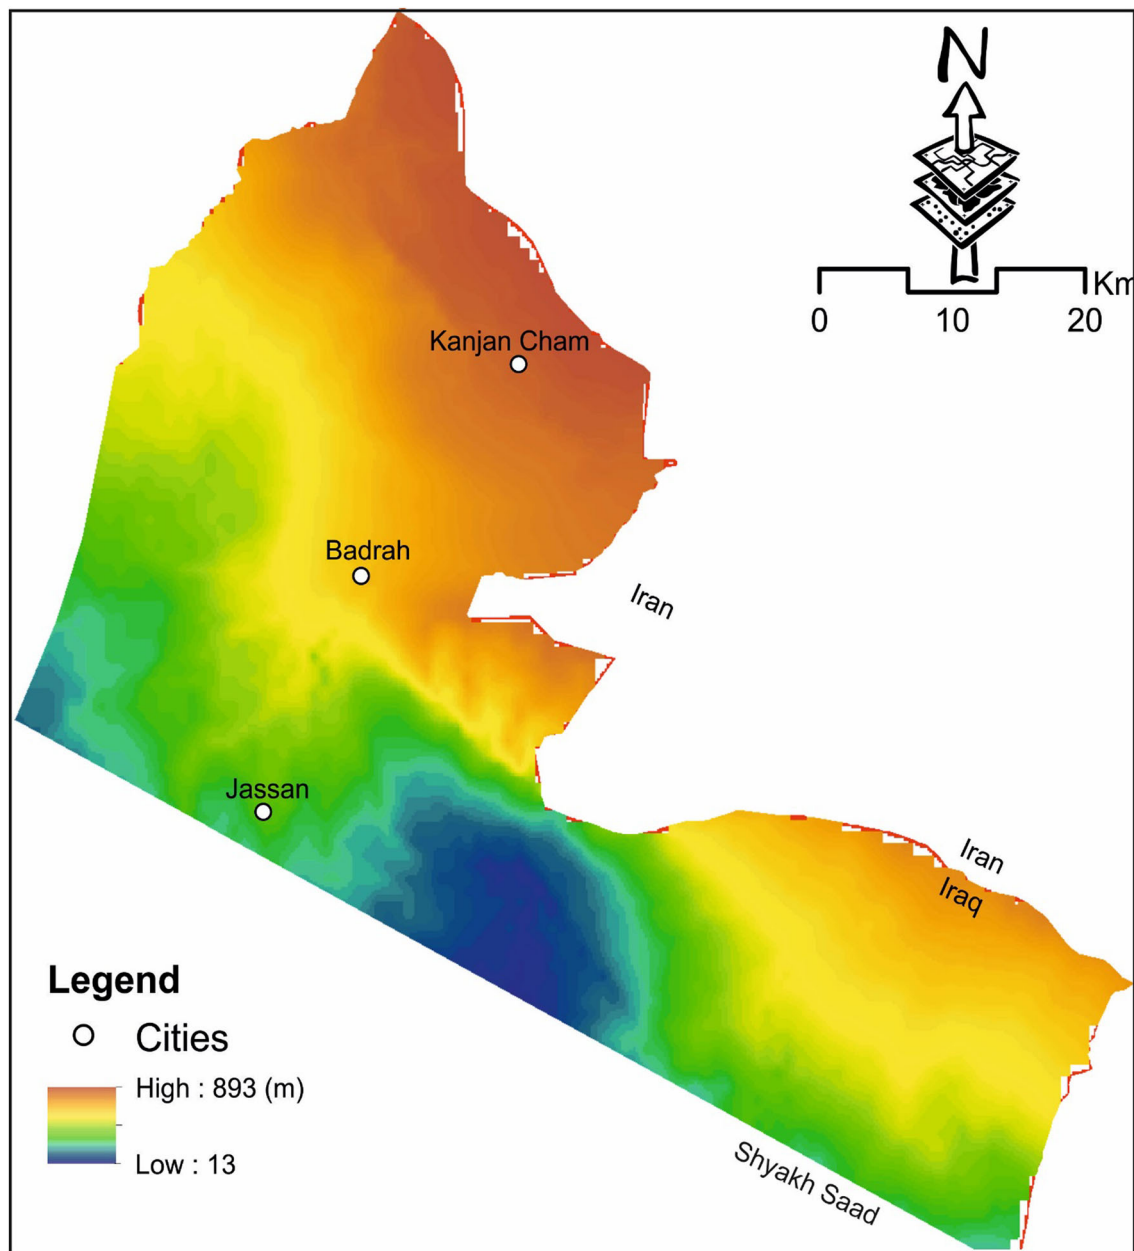 N
Km
0 10 20
Kanjan Cham
Badrah
Iran
Jassan
Iran
Iraq
Legend
Cities
High : 893 (m)
Low : 13
Shyakh Saad